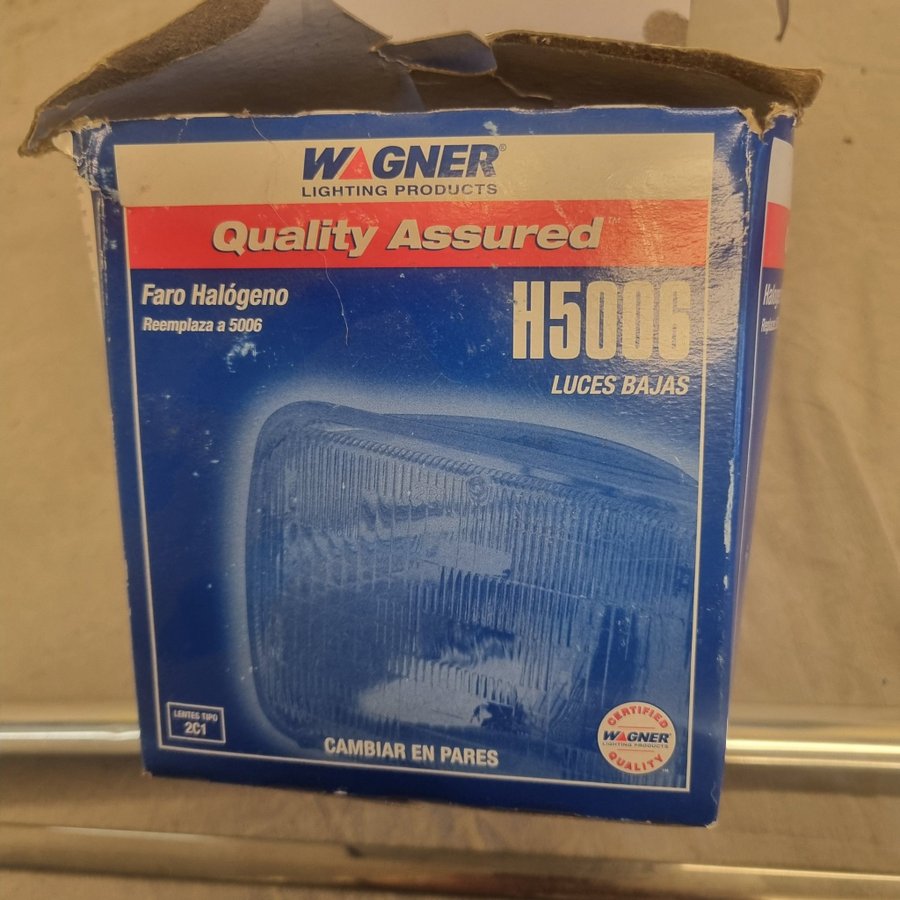 WAGNER®
LIGHTING PRODUCTS
Quality Assured™
Faro Halógeno
Reemplaza a 5006
H5006
LUCES BAJAS
LENTES TIPO
2C1
CAMBIAR EN PARES
CERTIFIED
WAGNER
LIGHTING PRODUCTS
QUALITY